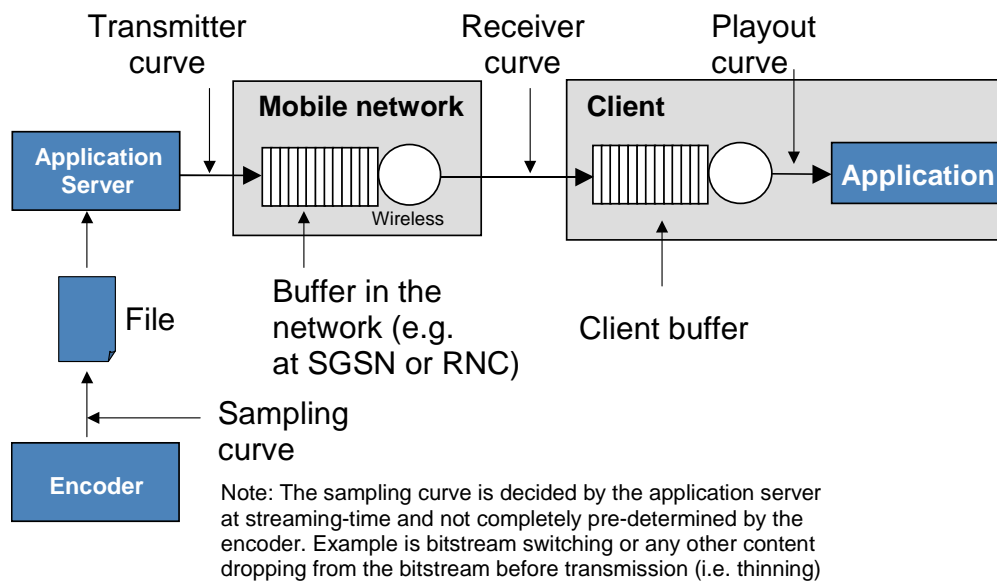 Transmitter
curve
Receiver
curve
Playout
curve
Mobile network
Client
Application
Server
Wireless
Application
File
Buffer in the
network (e.g.
at SGSN or RNC)
Client buffer
Sampling
curve
Encoder
Note: The sampling curve is decided by the application server
at streaming-time and not completely pre-determined by the
encoder. Example is bitstream switching or any other content
dropping from the bitstream before transmission (i.e. thinning)